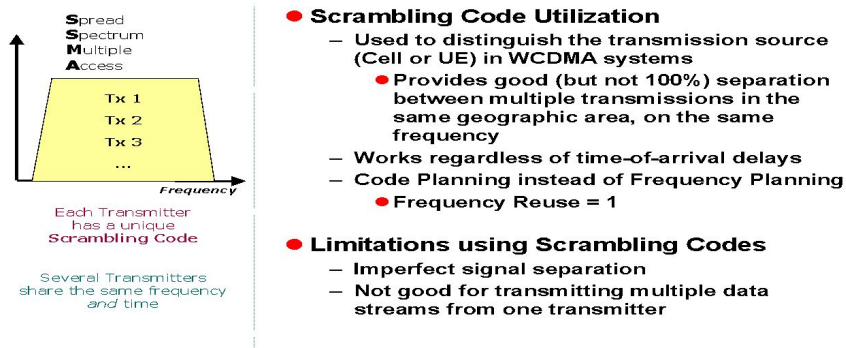 Spread
Spectrum
Multiple
Access
Tx 1
Tx 2
Tx 3
...
Frequency
Each Transmitter
has a unique
Scrambling Code
Several Transmitters
share the same frequency
and time
● Scrambling Code Utilization
– Used to distinguish the transmission source
(Cell or UE) in WCDMA systems
● Provides good (but not 100%) separation
between multiple transmissions in the
same geographic area, on the same
frequency
– Works regardless of time-of-arrival delays
– Code Planning instead of Frequency Planning
● Frequency Reuse = 1
● Limitations using Scrambling Codes
– Imperfect signal separation
– Not good for transmitting multiple data
streams from one transmitter